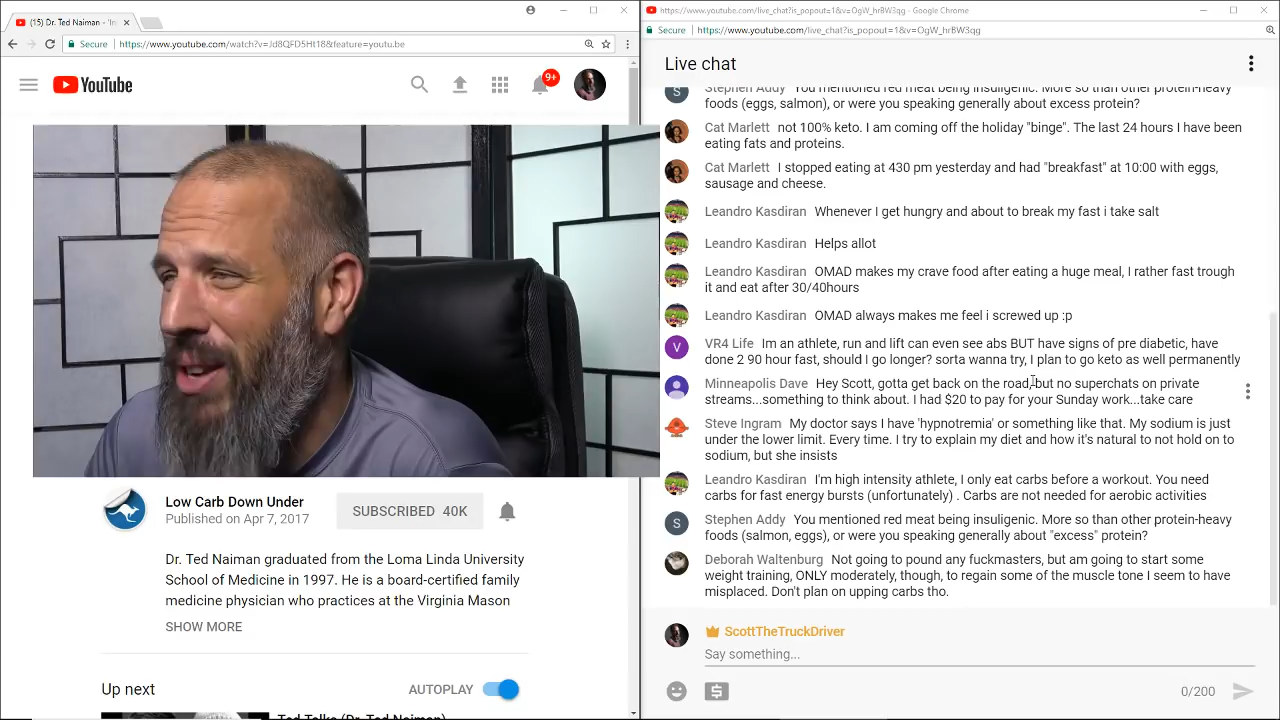 (15) Dr. Ted Naiman - 'In
Secure https://www.youtube.com/watch?v=Jd8QFD5Ht18&feature=youtu.be
YouTube
9+
Low Carb Down Under
Published on Apr 7, 2017
SUBSCRIBED 40K
Dr. Ted Naiman graduated from the Loma Linda University
School of Medicine in 1997. He is a board-certified family
medicine physician who practices at the Virginia Mason
SHOW MORE
Up next
AUTOPLAY
Ted Talks (Dr. Ted Naiman)
https://www.youtube.com/live_chat?is_popout=1&v=OgW_hrBW3qg - Google Chrome
Secure https://www.youtube.com/live_chat?is_popout=1&v=OgW_hrBW3qg
Live chat
Stephen Addy You mentioned red meat being insuligenic. More so than other protein-heavy
foods (eggs, salmon), or were you speaking generally about excess protein?
Cat Marlett not 100% keto. I am coming off the holiday "binge". The last 24 hours I have been
eating fats and proteins.
Cat Marlett I stopped eating at 430 pm yesterday and had "breakfast" at 10:00 with eggs,
sausage and cheese.
Leandro Kasdiran Whenever I get hungry and about to break my fast i take salt
Leandro Kasdiran Helps allot
Leandro Kasdiran OMAD makes my crave food after eating a huge meal, I rather fast trough
it and eat after 30/40hours
Leandro Kasdiran OMAD always makes me feel i screwed up :p
V
VR4 Life Im an athlete, run and lift can even see abs BUT have signs of pre diabetic, have
done 2 90 hour fast, should I go longer? sorta wanna try, I plan to go keto as well permanently
Minneapolis Dave Hey Scott, gotta get back on the road, but no superchats on private
streams...something to think about. I had $20 to pay for your Sunday work...take care
Steve Ingram My doctor says I have 'hypnotremia' or something like that. My sodium is just
under the lower limit. Every time. I try to explain my diet and how it's natural to not hold on to
sodium, but she insists
Leandro Kasdiran I'm high intensity athlete, I only eat carbs before a workout. You need
carbs for fast energy bursts (unfortunately) . Carbs are not needed for aerobic activities
S
Stephen Addy You mentioned red meat being insuligenic. More so than other protein-heavy
foods (salmon, eggs), or were you speaking generally about "excess" protein?
Deborah Waltenburg Not going to pound any fuckmasters, but am going to start some
weight training, ONLY moderately, though, to regain some of the muscle tone I seem to have
misplaced. Don't plan on upping carbs tho.
ScottTheTruckDriver
Say something...
0/200